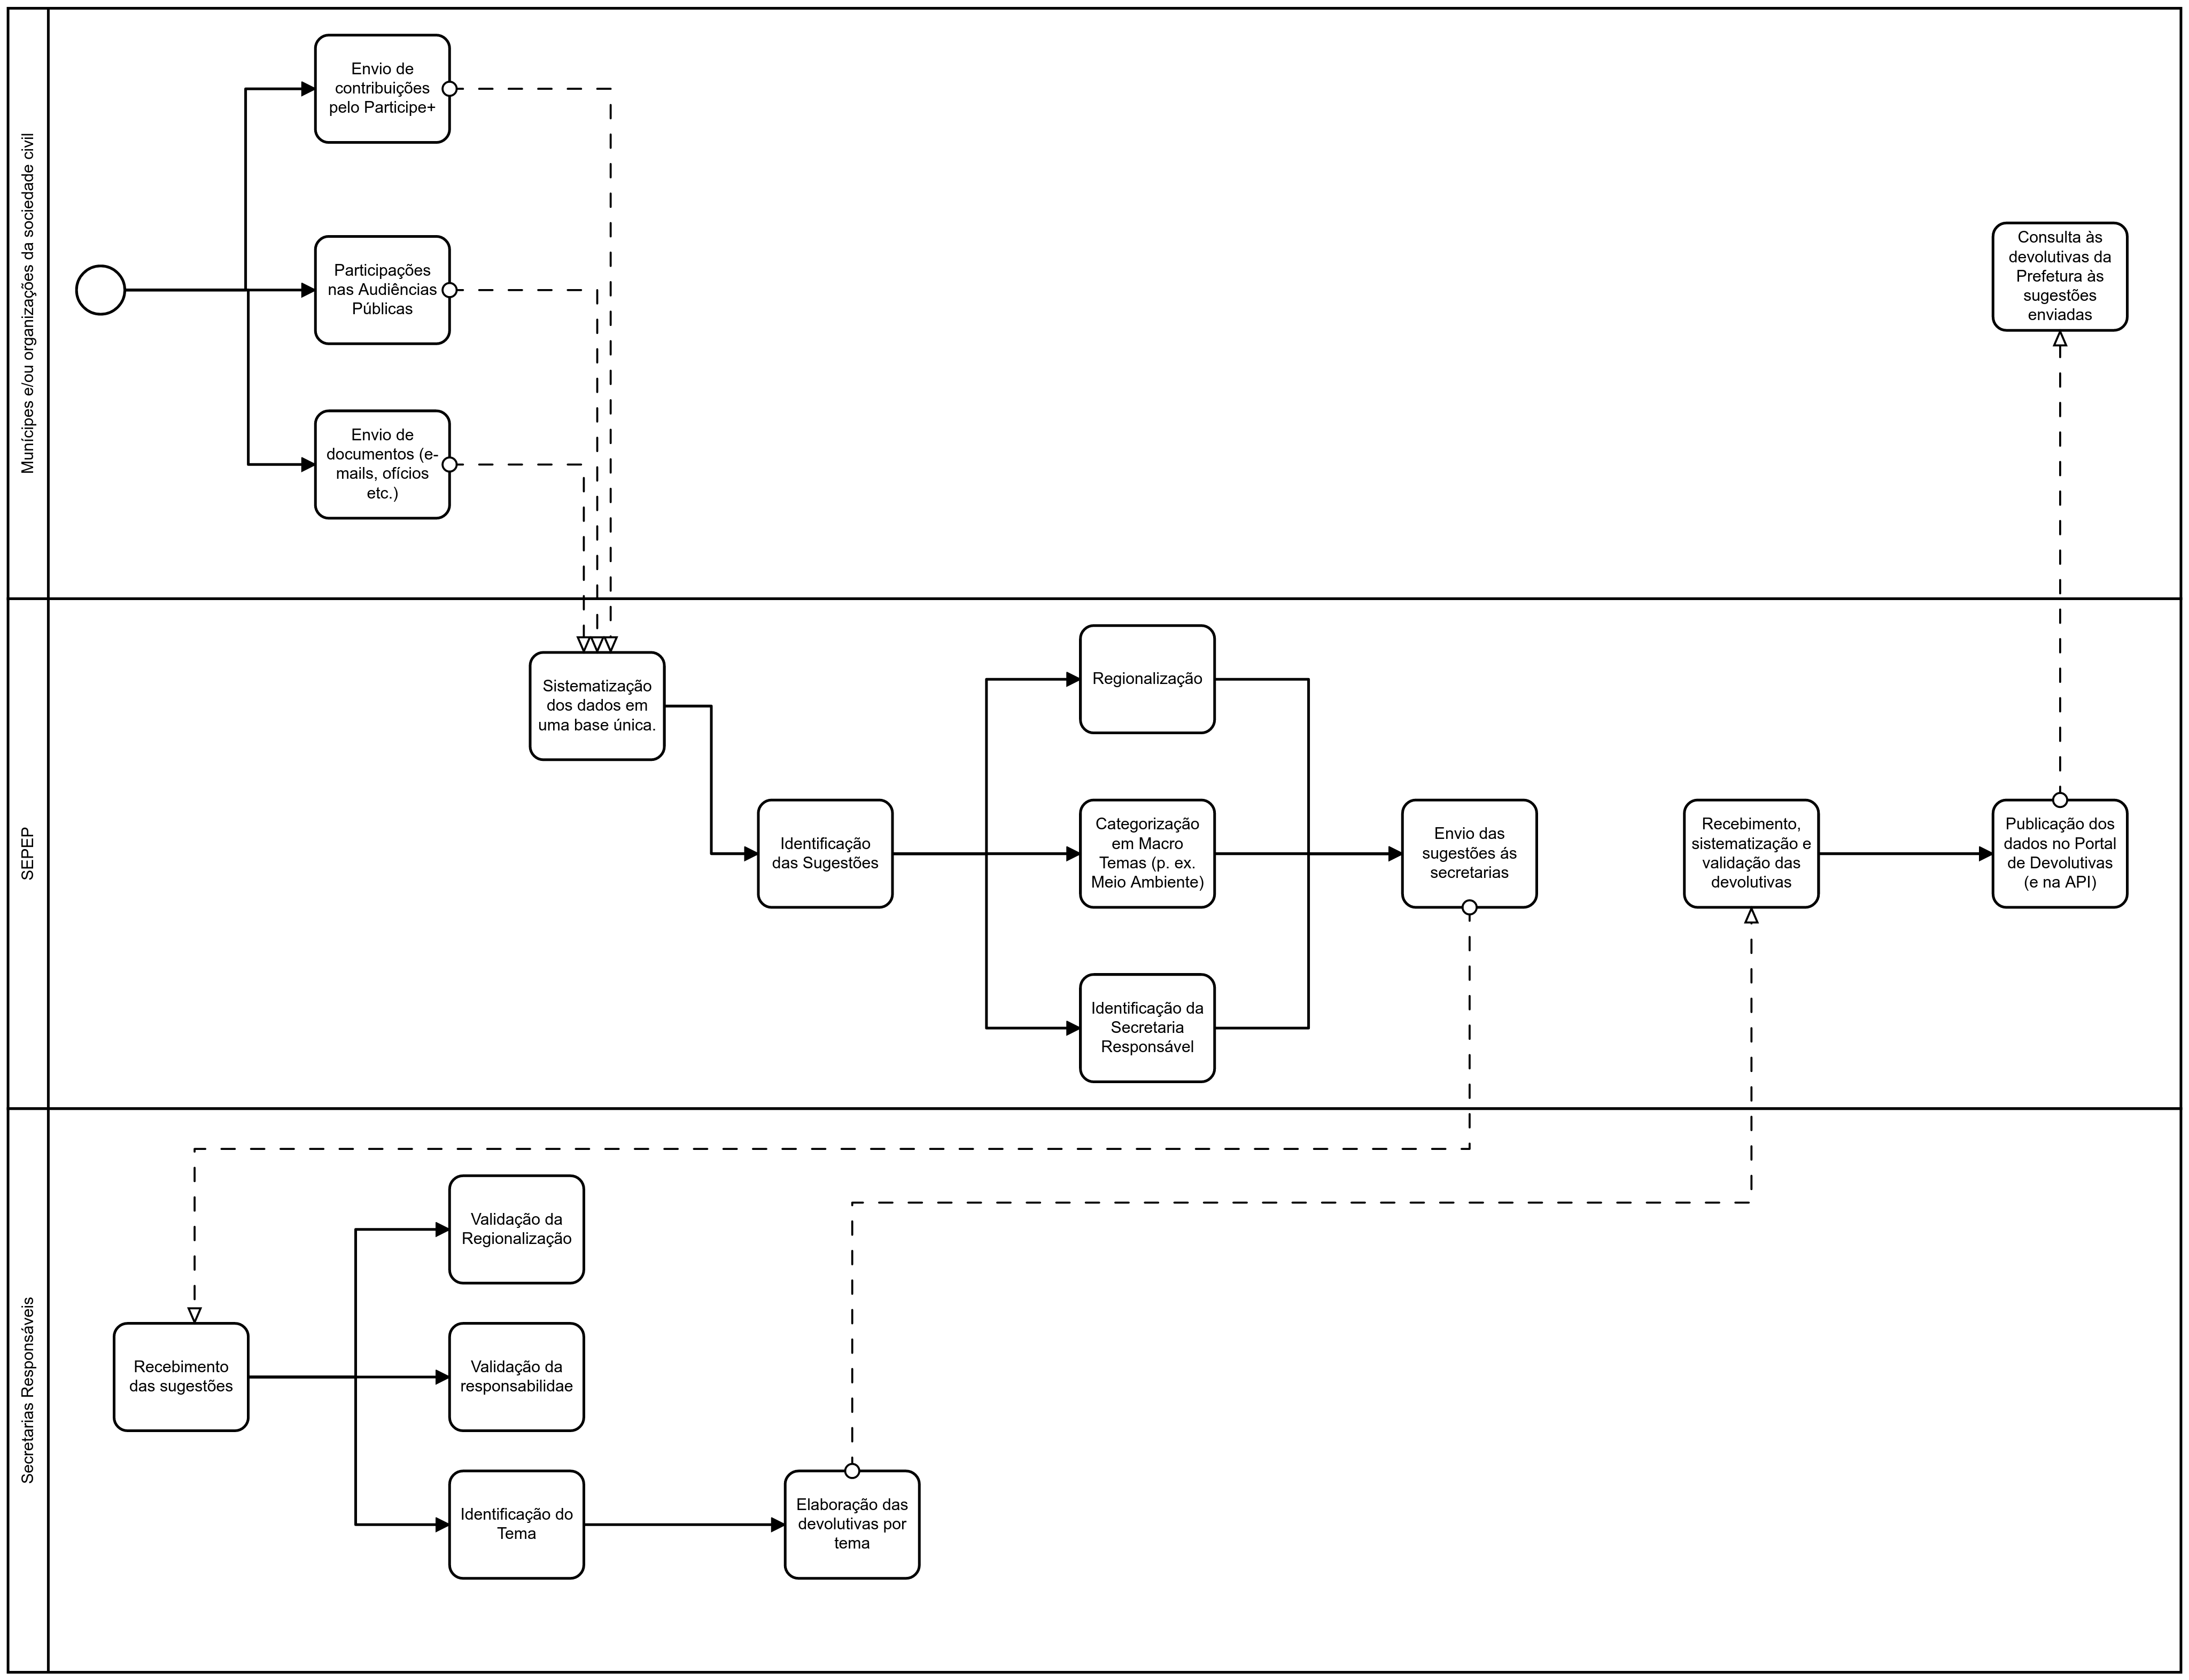 Munícipes e/ou organizações da sociedade civil
Envio de
contribuições
pelo Participe+
Participações
nas Audiências
Públicas
Envio de
documentos (e-
mails, ofícios
etc.)
Consulta às
devolutivas da
Prefetura às
sugestões
enviadas
SEPEP
Sistematização
dos dados em
uma base única.
Identificação
das Sugestões
Regionalização
Categorização
em Macro
Temas (p. ex.
Meio Ambiente)
Identificação da
Secretaria
Responsável
Envio das
sugestões ás
secretarias
Recebimento,
sistematização e
validação das
devolutivas
Publicação dos
dados no Portal
de Devolutivas
(e na API)
Secretarias Responsáveis
Recebimento
das sugestões
Validação da
Regionalização
Validação da
responsabilidae
Identificação do
Tema
Elaboração das
devolutivas por
tema